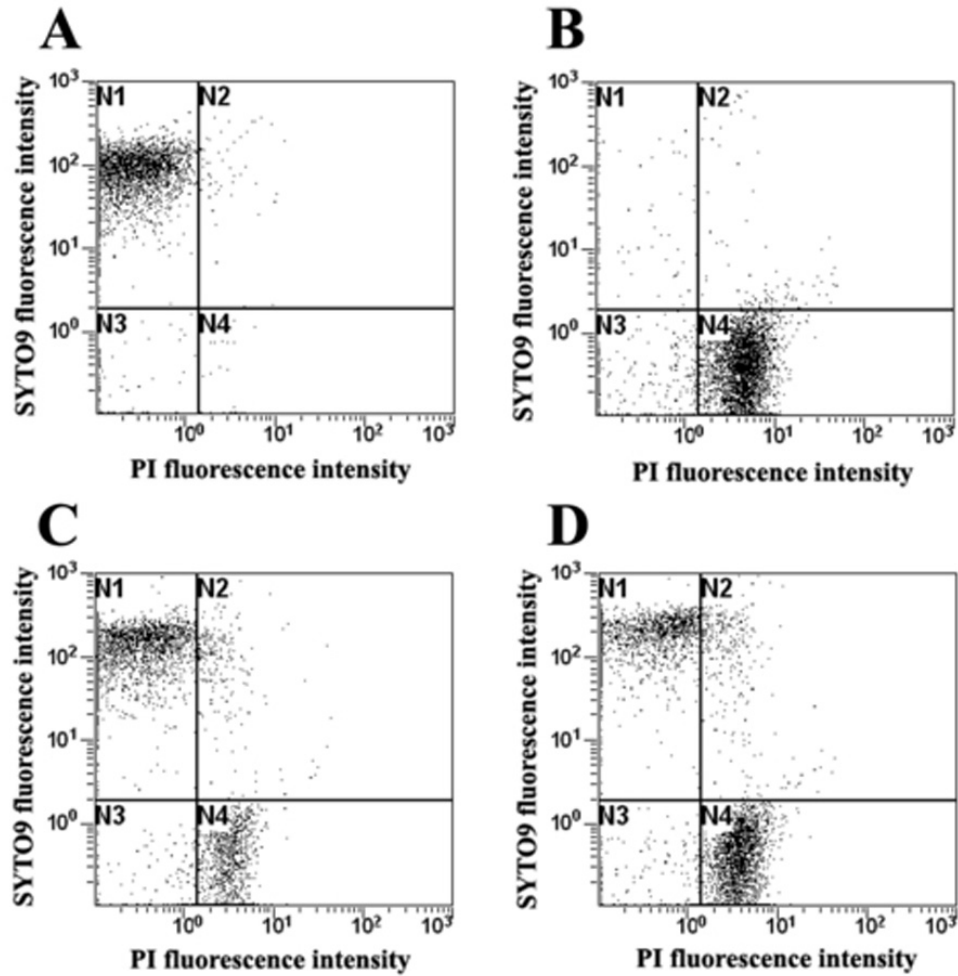 A
B
SYTO9 fluorescence intensity
10³
10²
10¹
10⁰
N1
N2
N3
N4
10⁰
10¹
10²
10³
PI fluorescence intensity
SYTO9 fluorescence intensity
10³
10²
10¹
10⁰
N1
N2
N3
N4
10⁰
10¹
10²
10³
PI fluorescence intensity
C
D
SYTO9 fluorescence intensity
10³
10²
10¹
10⁰
N1
N2
N3
N4
10⁰
10¹
10²
10³
PI fluorescence intensity
SYTO9 fluorescence intensity
10³
10²
10¹
10⁰
N1
N2
N3
N4
10⁰
10¹
10²
10³
PI fluorescence intensity